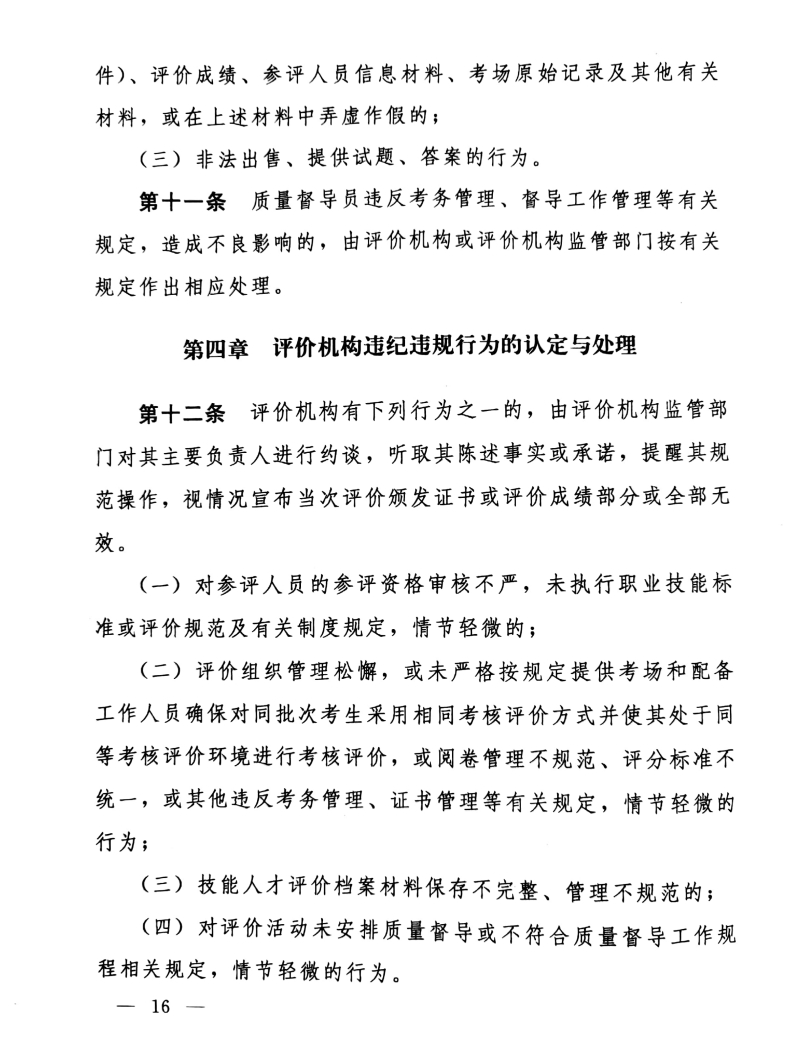 件）、评价成绩、参评人员信息材料、考场原始记录及其他有关
材料，或在上述材料中弄虚作假的；
（三）非法出售、提供试题、答案的行为。
第十一条　质量督导员违反考务管理、督导工作管理等有关
规定，造成不良影响的，由评价机构或评价机构监管部门按有关
规定作出相应处理。
第四章　评价机构违纪违规行为的认定与处理
第十二条　评价机构有下列行为之一的，由评价机构监管部
门对其主要负责人进行约谈，听取其陈述事实或承诺，提醒其规
范操作，视情况宣布当次评价颁发证书或评价成绩部分或全部无
效。
（一）对参评人员的参评资格审核不严，未执行职业技能标
准或评价规范及有关制度规定，情节轻微的；
（二）评价组织管理松懈，或未严格按规定提供考场和配备
工作人员确保对同批次考生采用相同考核评价方式并使其处于同
等考核评价环境进行考核评价，或阅卷管理不规范、评分标准不
统一，或其他违反考务管理、证书管理等有关规定，情节轻微的
行为；
（三）技能人才评价档案材料保存不完整、管理不规范的；
（四）对评价活动未安排质量督导或不符合质量督导工作规
程相关规定，情节轻微的行为。
— 16 —